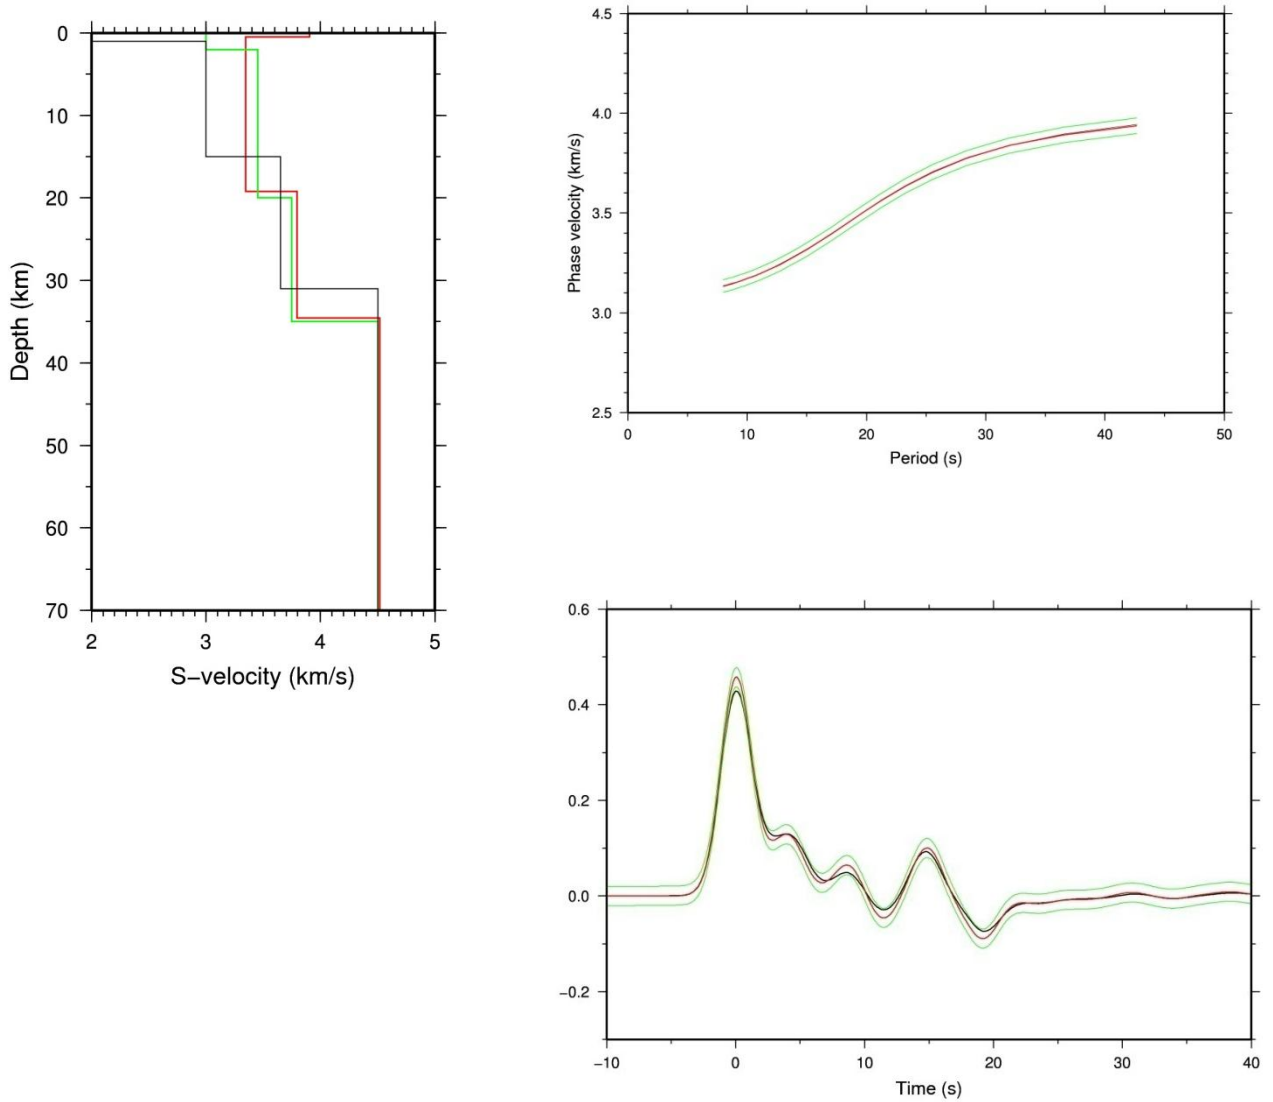 0
10
20
30
40
50
60
70
Depth (km)
2 3 4 5
S−velocity (km/s)
4.5
4.0
3.5
3.0
2.5
Phase velocity (km/s)
0 10 20 30 40 50
Period (s)
0.6
0.4
0.2
0.0
−0.2
−10 0 10 20 30 40
Time (s)